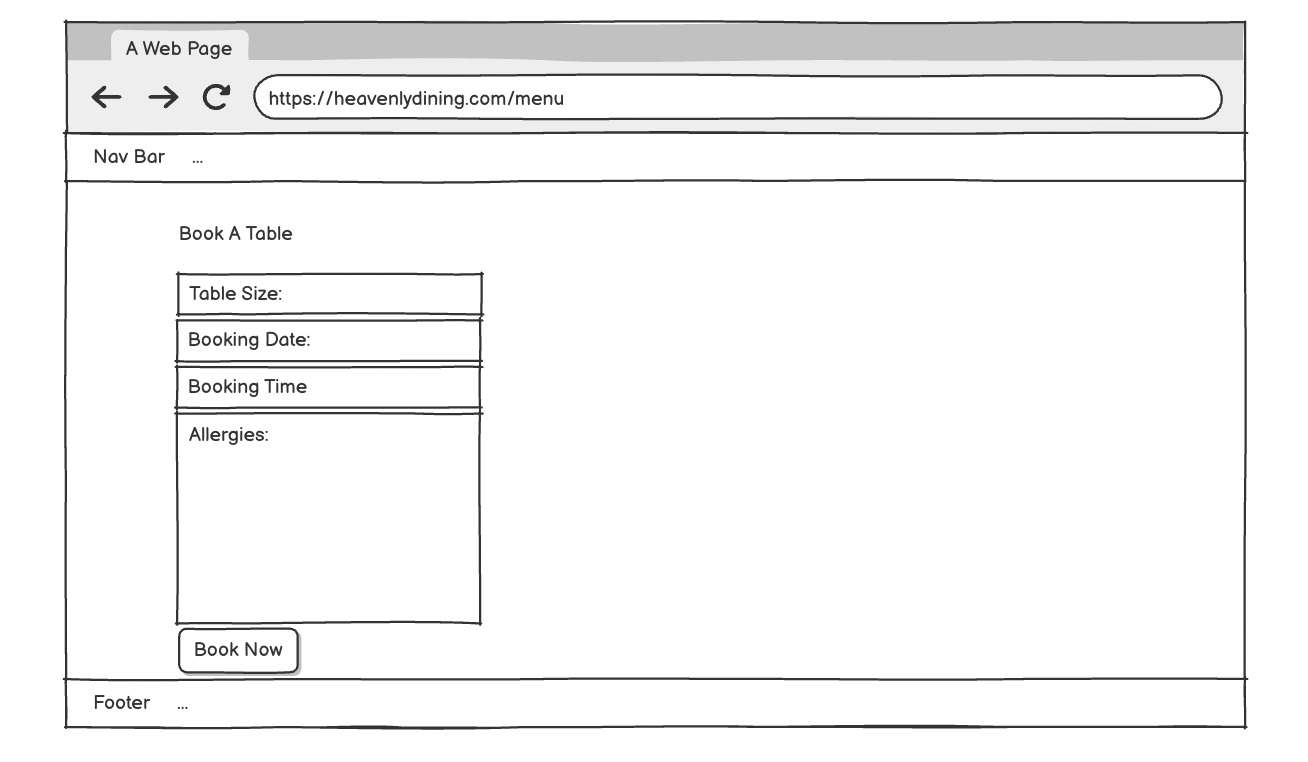 A Web Page
https://heavenlydining.com/menu
Nav Bar ...
Book A Table
Table Size:
Booking Date:
Booking Time
Allergies:
Book Now
Footer ...